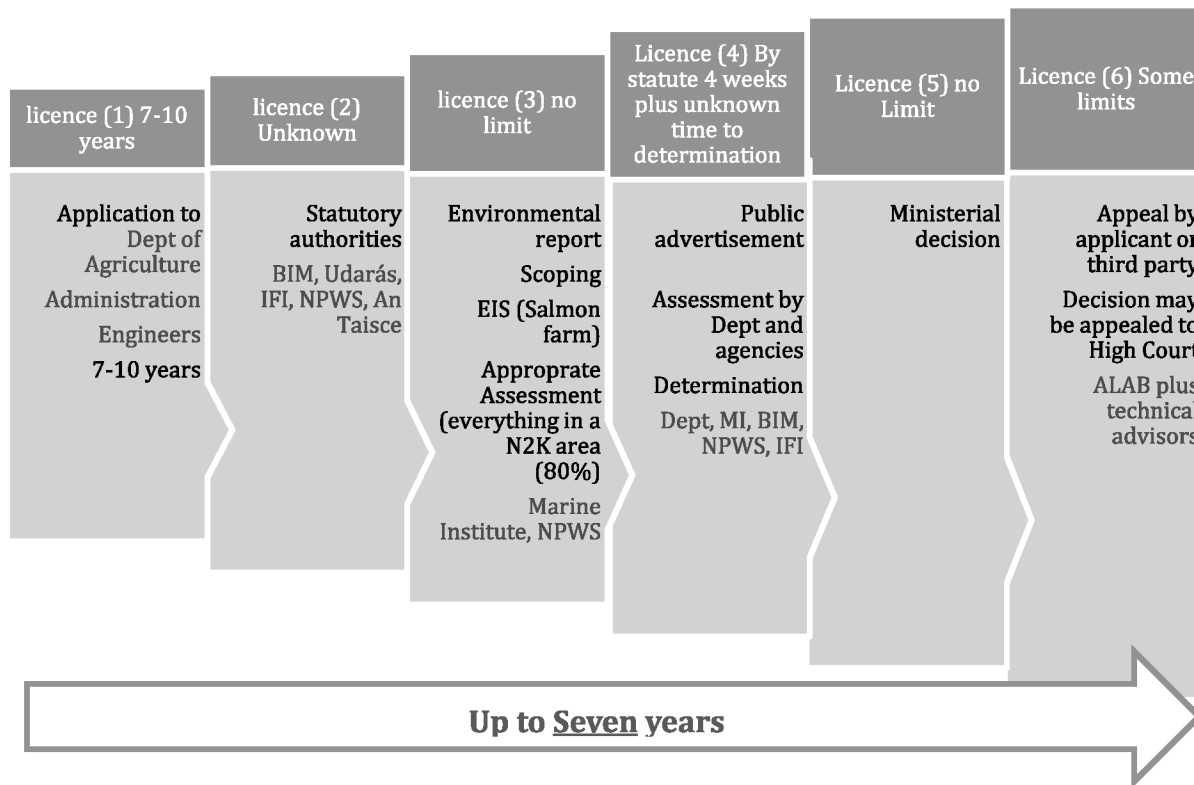 licence (1) 7-10
years
Application to
Dept of
Agriculture
Administration
Engineers
7-10 years
licence (2)
Unknown
Statutory
authorities
BIM, Udarás,
IFI, NPWS, An
Taisce
licence (3) no
limit
Environmental
report
Scoping
EIS (Salmon
farm)
Approprate
Assessment
(everything in a
N2K area
(80%)
Marine
Institute, NPWS
Licence (4) By
statute 4 weeks
plus unknown
time to
determination
Public
advertisement
Assessment by
Dept and
agencies
Determination
Dept, MI, BIM,
NPWS, IFI
Licence (5) no
Limit
Ministerial
decision
Licence (6) Some
limits
Appeal by
applicant or
third party
Decision may
be appealed to
High Court
ALAB plus
technical
advisors
Up to Seven years